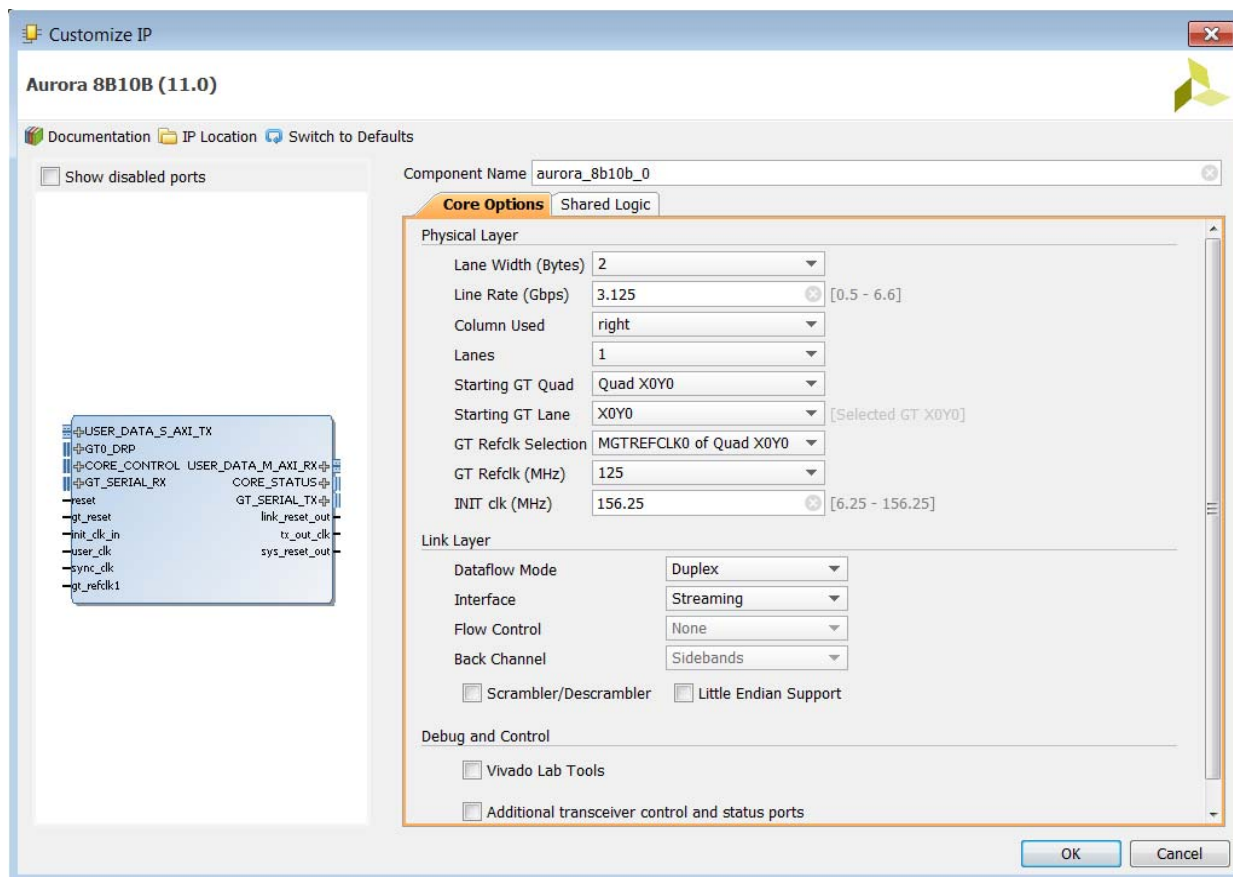 Customize IP
Aurora 8B10B (11.0)
Documentation IP Location Switch to Defaults
Show disabled ports
USER_DATA_S_AXI_TX
GT0_DRP
CORE_CONTROL USER_DATA_M_AXI_RX
GT_SERIAL_RX CORE_STATUS
reset GT_SERIAL_TX
gt_reset link_reset_out
init_clk_in tx_out_clk
user_clk sys_reset_out
sync_clk
gt_refclk1
Component Name aurora_8b10b_0
Core Options Shared Logic
Physical Layer
Lane Width (Bytes) 2
Line Rate (Gbps) 3.125 [0.5 - 6.6]
Column Used right
Lanes 1
Starting GT Quad Quad X0Y0
Starting GT Lane X0Y0 [Selected GT X0Y0]
GT Refclk Selection MGTREFCLK0 of Quad X0Y0
GT Refclk (MHz) 125
INIT clk (MHz) 156.25 [6.25 - 156.25]
Link Layer
Dataflow Mode Duplex
Interface Streaming
Flow Control None
Back Channel Sidebands
Scrambler/Descrambler Little Endian Support
Debug and Control
Vivado Lab Tools
Additional transceiver control and status ports
OK Cancel